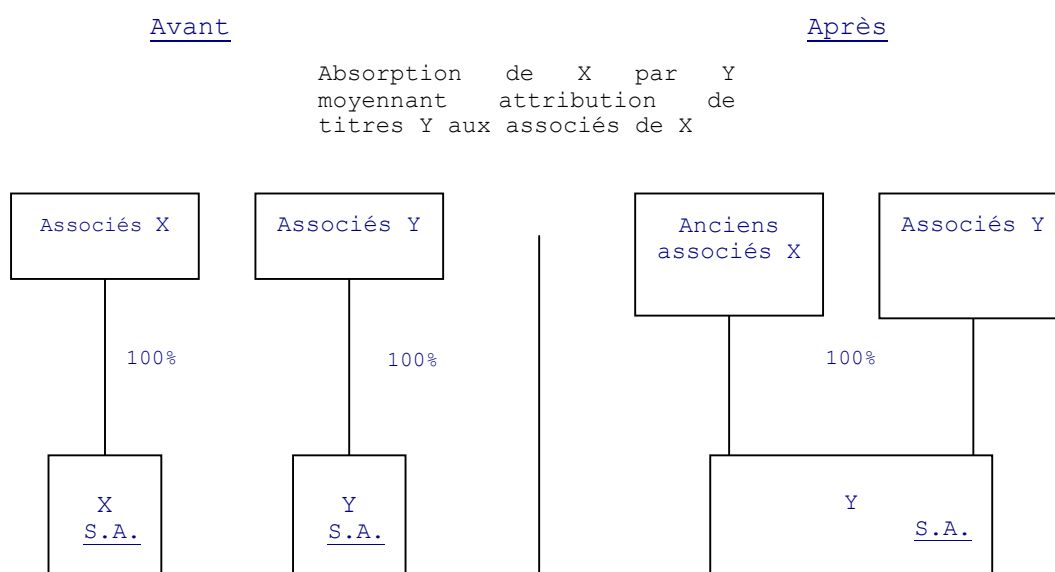 Avant
Après
Absorption de X par Y
moyennant attribution de
titres Y aux associés de X
Associés X
Associés Y
Anciens
associés X
Associés Y
100%
100%
100%
X
S.A.
Y
S.A.
Y
S.A.